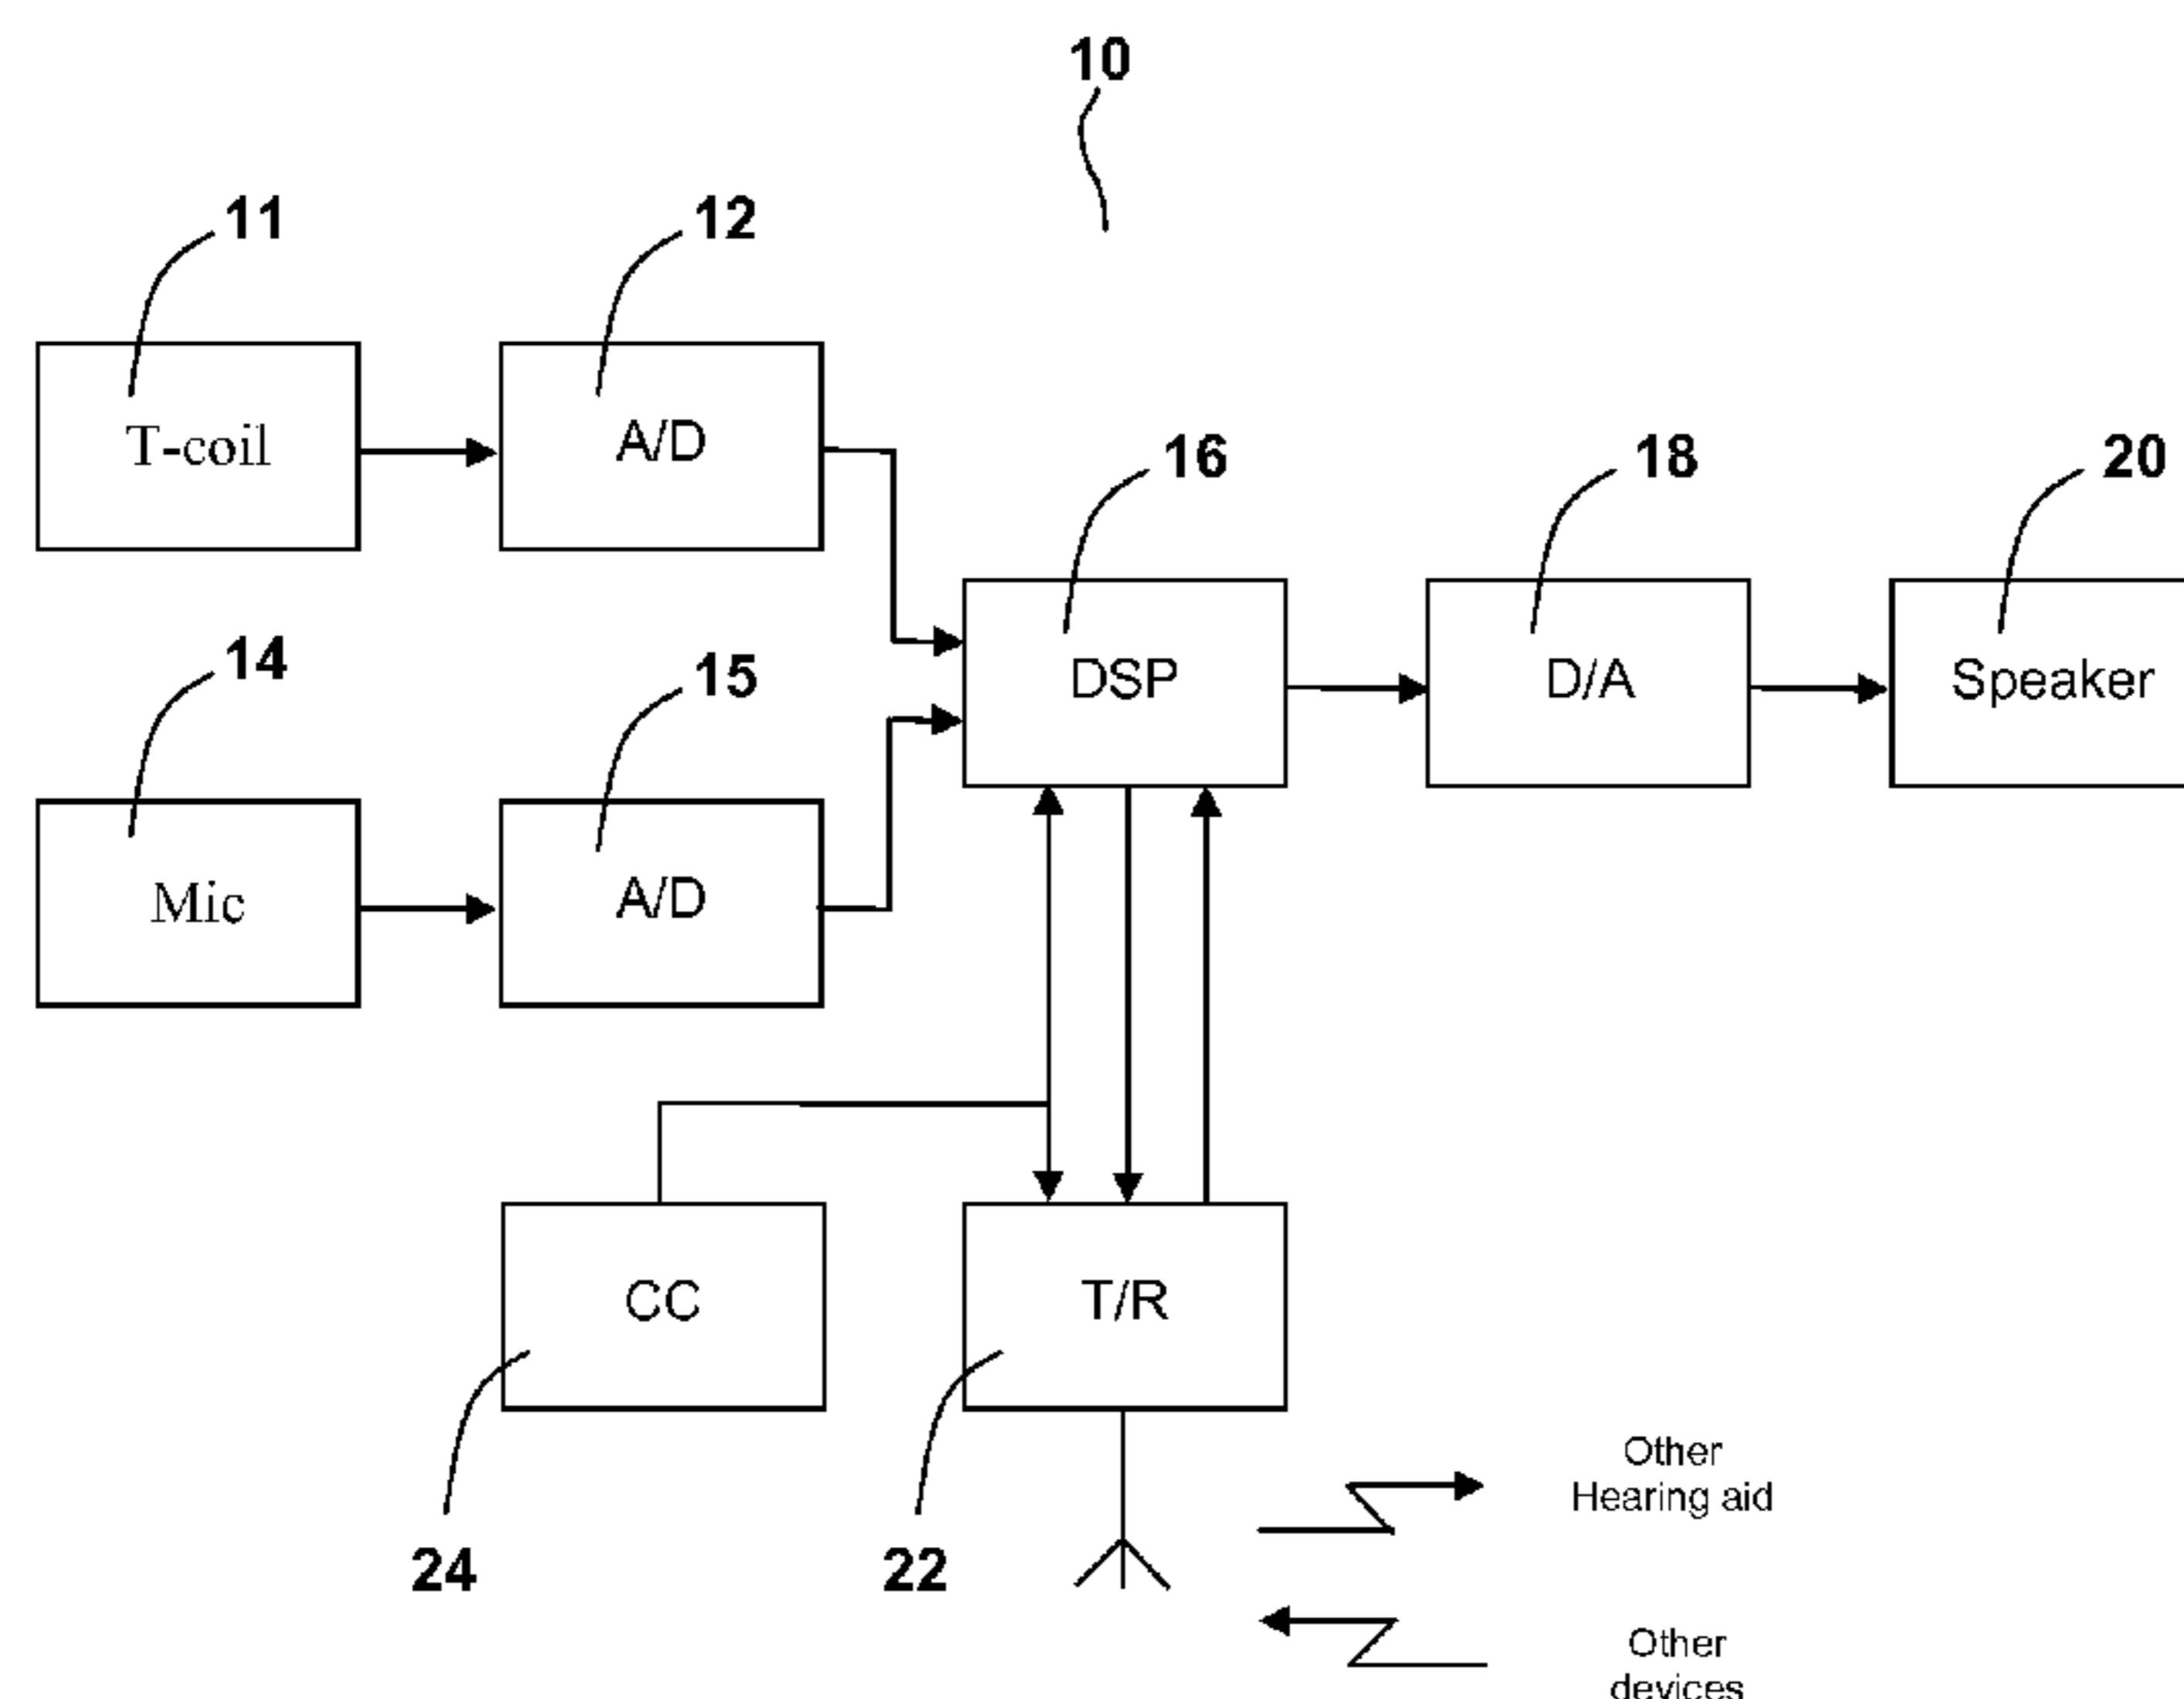 10
11
12
T-coil
A/D
16
18
20
14
15
DSP
D/A
Speaker
Mic
A/D
CC
T/R
24
22
Other
Hearing aid
Other
devices